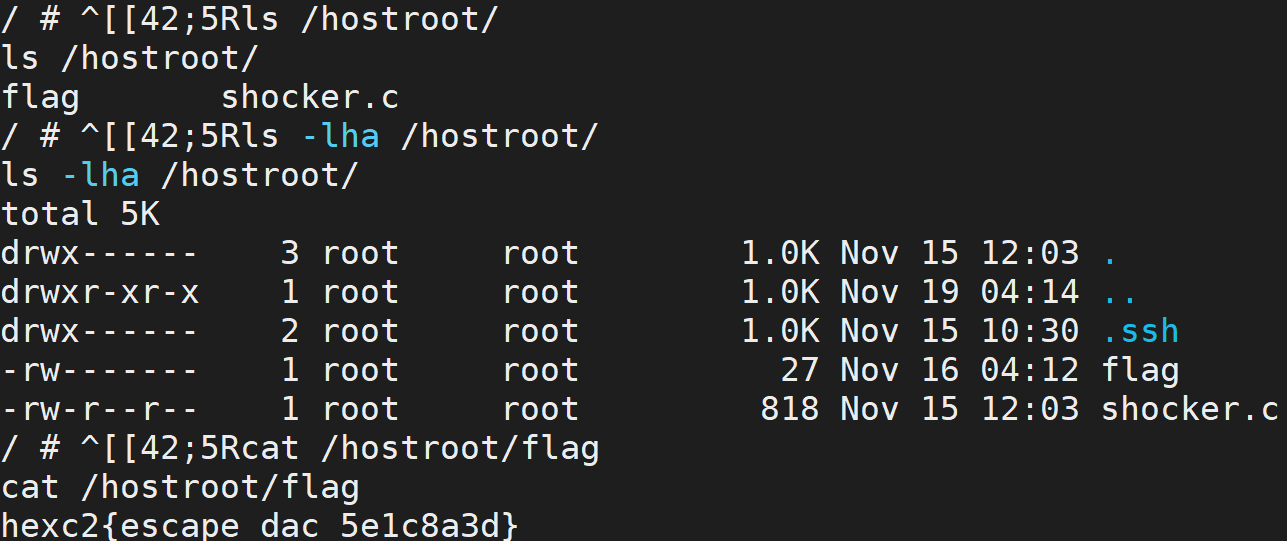 / # ^[[42;5Rls /hostroot/
ls /hostroot/
flag       shocker.c
/ # ^[[42;5Rls -lha /hostroot/
ls -lha /hostroot/
total 5K
drwx------    3 root     root        1.0K Nov 15 12:03 .
drwxr-xr-x    1 root     root        1.0K Nov 19 04:14 ..
drwx------    2 root     root        1.0K Nov 15 10:30 .ssh
-rw-------    1 root     root          27 Nov 16 04:12 flag
-rw-r--r--    1 root     root         818 Nov 15 12:03 shocker.c
/ # ^[[42;5Rcat /hostroot/flag
cat /hostroot/flag
hexc2{escape dac 5e1c8a3d}